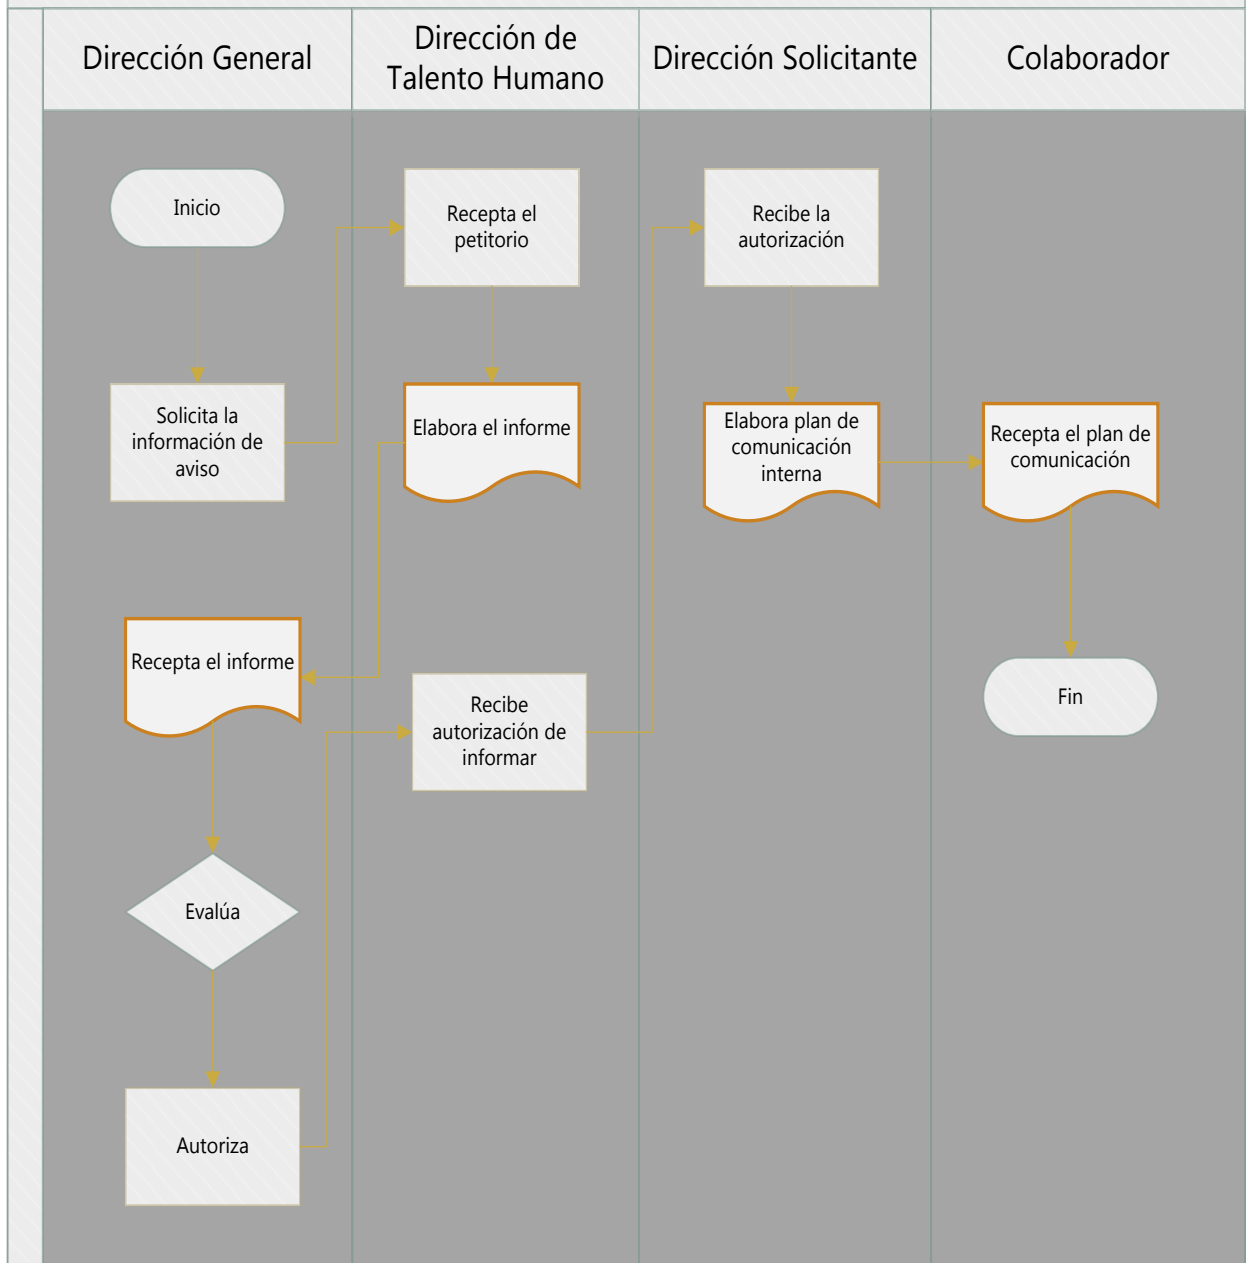 Dirección General
Dirección de
Talento Humano
Dirección Solicitante
Colaborador
Inicio
Solicita la
información de
aviso
Recepta el informe
Evalúa
Autoriza
Recepta el
petitorio
Elabora el informe
Recibe
autorización de
informar
Recibe la
autorización
Elabora plan de
comunicación
interna
Recepta el plan de
comunicación
Fin